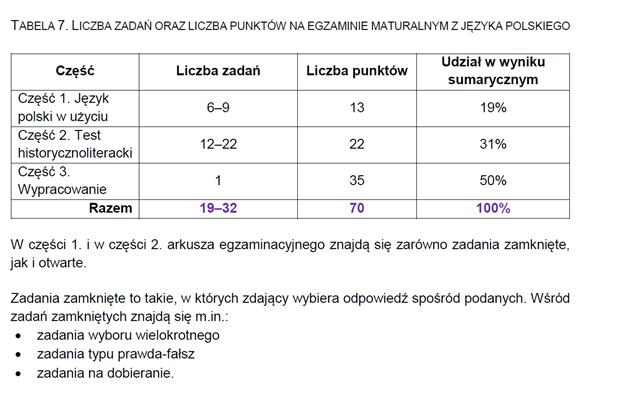 TABELA 7. LICZBA ZADAŃ ORAZ LICZBA PUNKTÓW NA EGZAMINIE MATURALNYM Z JĘZYKA POLSKIEGO
Część Liczba zadań Liczba punktów Udział w wyniku sumarycznym
Część 1. Język polski w użyciu 6–9 13 19%
Część 2. Test historycznoliteracki 12–22 22 31%
Część 3. Wypracowanie 1 35 50%
Razem 19–32 70 100%
W części 1. i w części 2. arkusza egzaminacyjnego znajdą się zarówno zadania zamknięte,
jak i otwarte.
Zadania zamknięte to takie, w których zdający wybiera odpowiedź spośród podanych. Wśród
zadań zamkniętych znajdą się m.in.:
• zadania wyboru wielokrotnego
• zadania typu prawda-fałsz
• zadania na dobieranie.